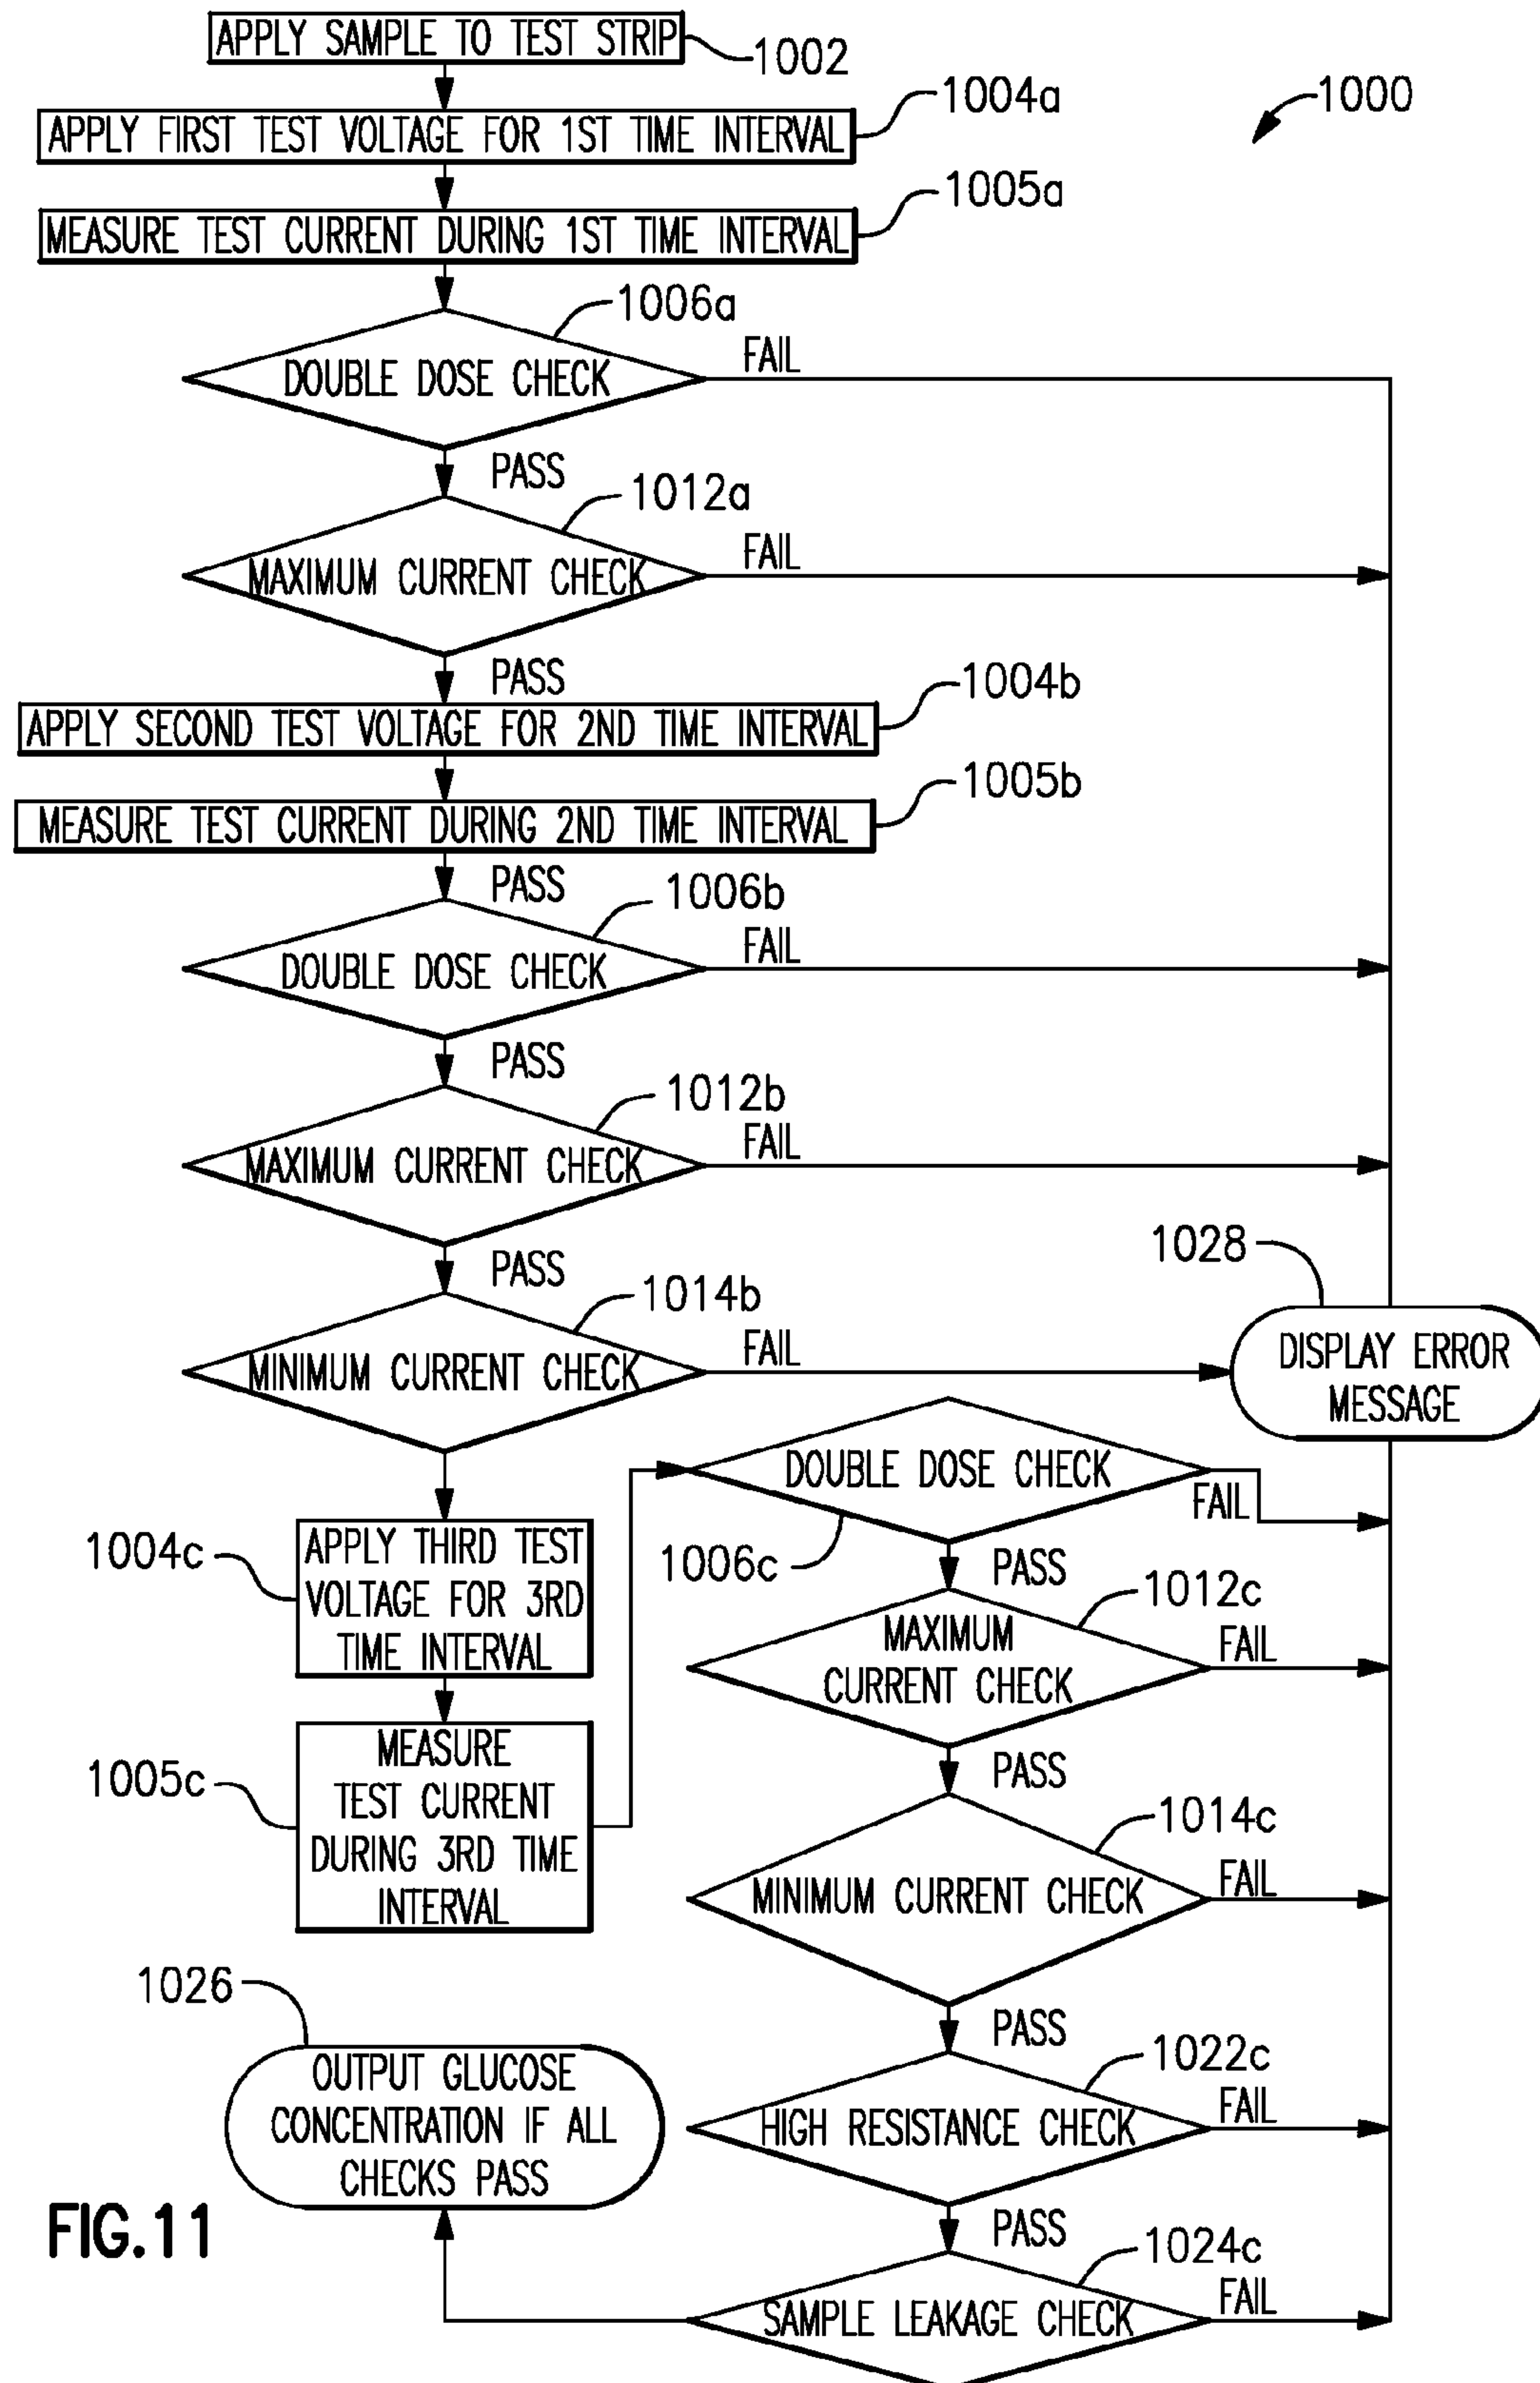 APPLY SAMPLE TO TEST STRIP
1002
1000
APPLY FIRST TEST VOLTAGE FOR 1ST TIME INTERVAL
1004a
MEASURE TEST CURRENT DURING 1ST TIME INTERVAL
1005a
1006a
DOUBLE DOSE CHECK
FAIL
PASS
1012a
MAXIMUM CURRENT CHECK
FAIL
PASS
1004b
APPLY SECOND TEST VOLTAGE FOR 2ND TIME INTERVAL
1005b
MEASURE TEST CURRENT DURING 2ND TIME INTERVAL
PASS
1006b
DOUBLE DOSE CHECK
FAIL
PASS
1012b
MAXIMUM CURRENT CHECK
FAIL
PASS
1014b
MINIMUM CURRENT CHECK
FAIL
1028
DISPLAY ERROR
MESSAGE
1004c
APPLY THIRD TEST
VOLTAGE FOR 3RD
TIME INTERVAL
1005c
MEASURE
TEST CURRENT
DURING 3RD TIME
INTERVAL
DOUBLE DOSE CHECK
FAIL
1006c
PASS
1012c
MAXIMUM
CURRENT CHECK
FAIL
PASS
1014c
MINIMUM CURRENT CHECK
FAIL
PASS
1022c
HIGH RESISTANCE CHECK
FAIL
PASS
1024c
SAMPLE LEAKAGE CHECK
FAIL
1026
OUTPUT GLUCOSE
CONCENTRATION IF ALL
CHECKS PASS
FIG.11